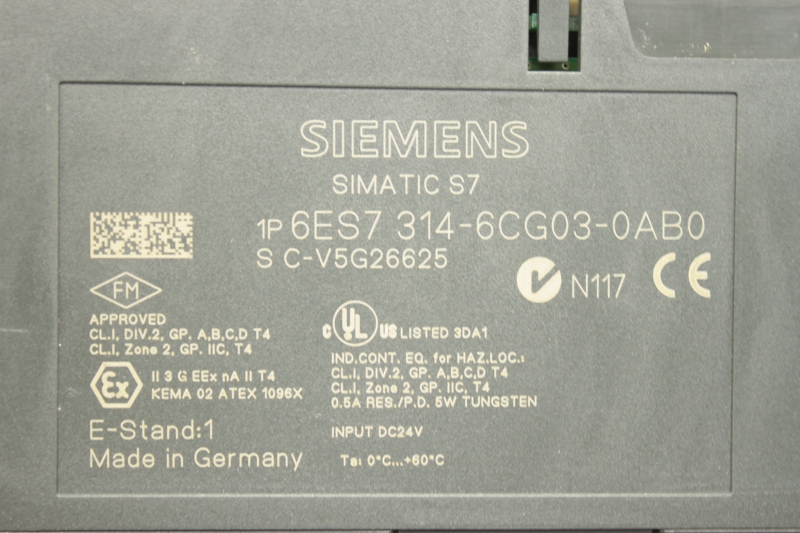 SIEMENS
SIMATIC S7
1P 6ES7 314-6CG03-0AB0
S C-V5G26625
N117 CE
FM
APPROVED
CL.I, DIV.2, GP. A,B,C,D T4
CL.I, Zone 2, GP. IIC, T4
C UL US LISTED 3DA1
IND.CONT. EQ. for HAZ.LOC.:
CL.I, DIV.2, GP. A,B,C,D T4
CL.I, Zone 2, GP. IIC, T4
0.5A RES./P.D. 5W TUNGSTEN
Ex II 3 G EEx nA II T4
KEMA 02 ATEX 1096X
E-Stand:1
Made in Germany
INPUT DC24V
Ta: 0°C...+60°C